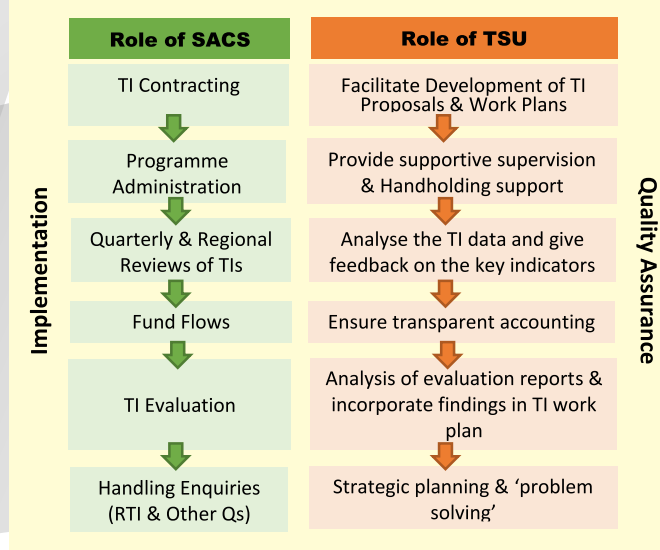 Role of SACS
Role of TSU
Implementation
TI Contracting
Facilitate Development of TI
Proposals & Work Plans
Programme
Administration
Provide supportive supervision
& Handholding support
Quarterly & Regional
Reviews of TIs
Analyse the TI data and give
feedback on the key indicators
Fund Flows
Ensure transparent accounting
TI Evaluation
Analysis of evaluation reports &
incorporate findings in TI work
plan
Handling Enquiries
(RTI & Other Qs)
Strategic planning & ‘problem
solving’
Quality Assurance